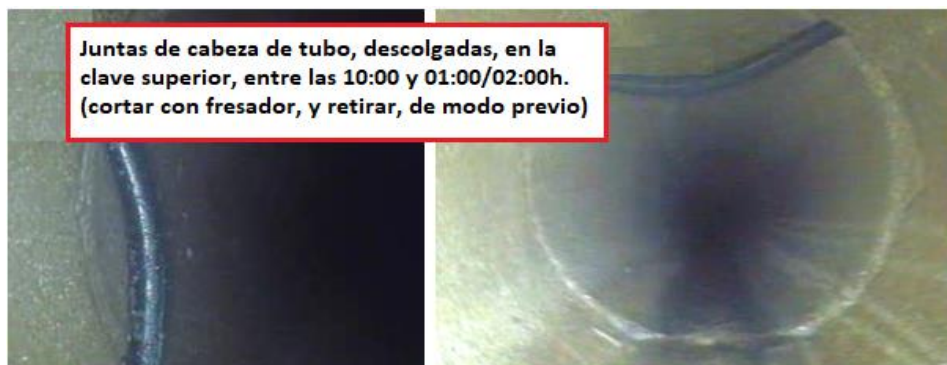 Juntas de cabeza de tubo, descolgadas, en la
clave superior, entre las 10:00 y 01:00/02:00h.
(cortar con fresador, y retirar, de modo previo)